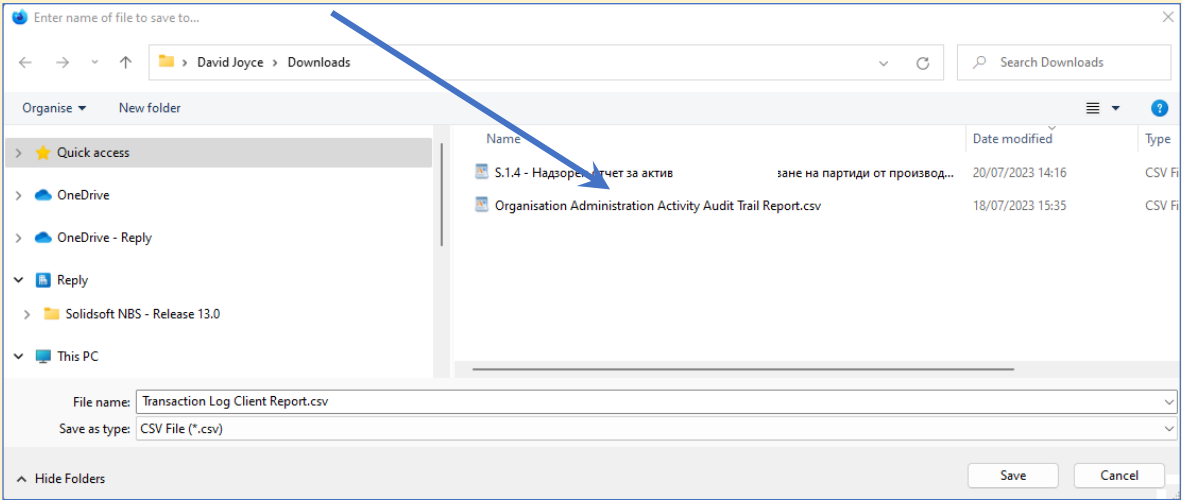 Enter name of file to save to...
David Joyce > Downloads
Search Downloads
Organise
New folder
Name
Date modified
Type
Quick access
OneDrive
OneDrive - Reply
Reply
Solidsoft NBS - Release 13.0
This PC
S.1.4 - за актив зане на партиди от производ... 20/07/2023 14:16 CSV Fi
Organisation Administration Activity Audit Trail Report.csv 18/07/2023 15:35 CSV Fi
File name: Transaction Log Client Report.csv
Save as type: CSV File (*.csv)
Hide Folders
Save
Cancel